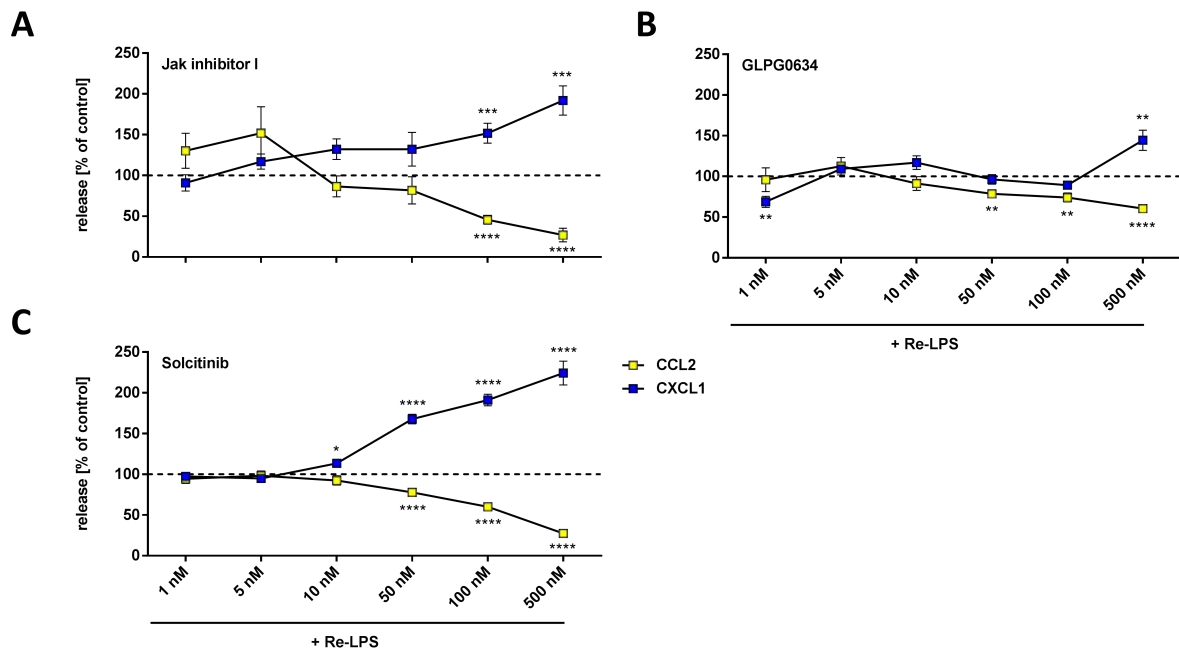 A
Jak inhibitor I
release [% of control]
250
200
150
100
50
0
***
***
****
****
B
GLPG0634
250
200
150
100
50
0
**
**
**
**
****
1 nM
5 nM
10 nM
50 nM
100 nM
500 nM
+ Re-LPS
C
Solcitinib
release [% of control]
250
200
150
100
50
0
*
****
****
****
****
****
****
1 nM
5 nM
10 nM
50 nM
100 nM
500 nM
+ Re-LPS
CCL2
CXCL1